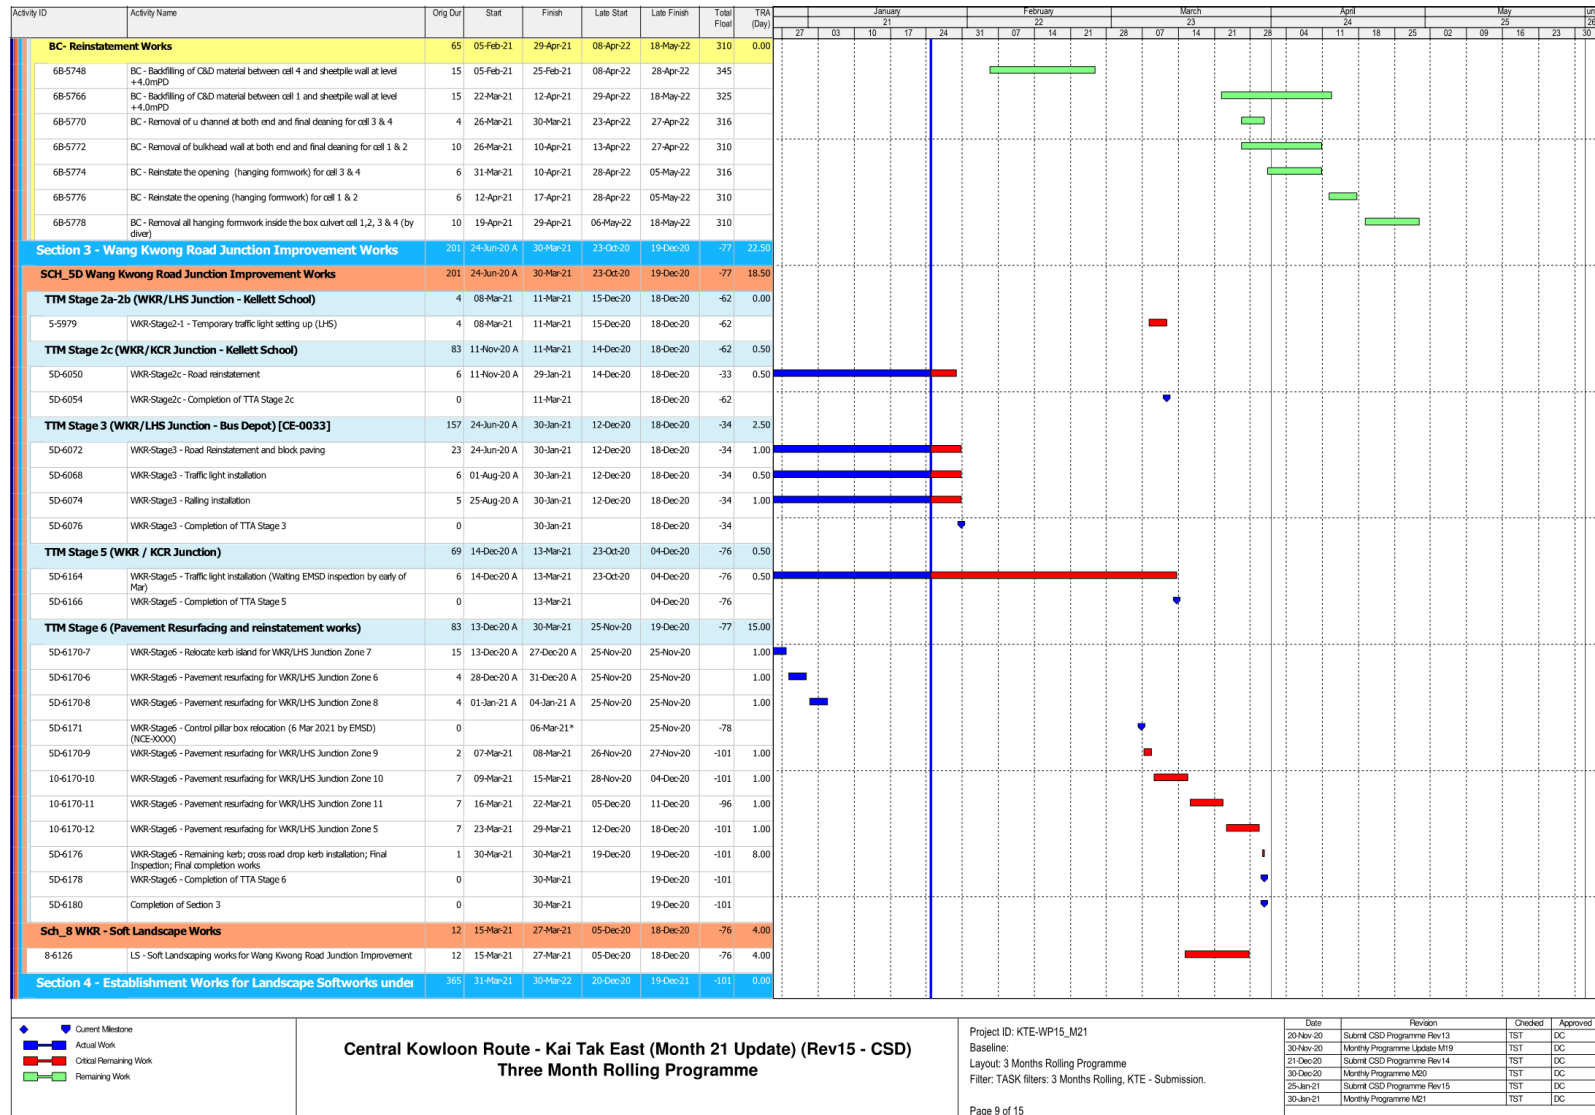 Activity ID Activity Name Orig Dur Start Finish Late Start Late Finish Total Float TRA (Day) January February March April May
21 22 23 24 25 26
27 03 10 17 24 31 07 14 21 28 07 14 21 28 04 11 18 25 02 09 16 23 30
BC- Reinstatement Works 65 05-Feb-21 29-Apr-21 08-Apr-22 18-May-22 310 0.00
6B-5748 BC - Backfilling of C&D material between cell 4 and sheetpile wall at level +4.0mPD 15 05-Feb-21 25-Feb-21 08-Apr-22 28-Apr-22 345
6B-5766 BC - Backfilling of C&D material between cell 1 and sheetpile wall at level +4.0mPD 15 22-Mar-21 12-Apr-21 29-Apr-22 18-May-22 325
6B-5770 BC - Removal of u channel at both end and final cleaning for cell 3 & 4 4 26-Mar-21 30-Mar-21 23-Apr-22 27-Apr-22 316
6B-5772 BC - Removal of bulkhead wall at both end and final cleaning for cell 1 & 2 10 26-Mar-21 10-Apr-21 13-Apr-22 27-Apr-22 310
6B-5774 BC - Reinstate the opening (hanging formwork) for cell 3 & 4 6 31-Mar-21 10-Apr-21 28-Apr-22 05-May-22 316
6B-5776 BC - Reinstate the opening (hanging formwork) for cell 1 & 2 6 12-Apr-21 17-Apr-21 28-Apr-22 05-May-22 310
6B-5778 BC - Removal all hanging formwork inside the box culvert cell 1,2, 3 & 4 (by diver) 10 19-Apr-21 29-Apr-21 06-May-22 18-May-22 310
Section 3 - Wang Kwong Road Junction Improvement Works 201 24-Jun-20 A 30-Mar-21 23-Oct-20 19-Dec-20 -77 22.50
SCH_5D Wang Kwong Road Junction Improvement Works 201 24-Jun-20 A 30-Mar-21 23-Oct-20 19-Dec-20 -77 18.50
TTM Stage 2a-2b (WKR/LHS Junction - Kellett School) 4 08-Mar-21 11-Mar-21 15-Dec-20 18-Dec-20 -62 0.00
5-5979 WKR-Stage2-1 - Temporary traffic light setting up (LHS) 4 08-Mar-21 11-Mar-21 15-Dec-20 18-Dec-20 -62
TTM Stage 2c (WKR/KCR Junction - Kellett School) 83 11-Nov-20 A 11-Mar-21 14-Dec-20 18-Dec-20 -62 0.50
5D-6050 WKR-Stage2c - Road reinstatement 6 11-Nov-20 A 29-Jan-21 14-Dec-20 18-Dec-20 -33 0.50
5D-6054 WKR-Stage2c - Completion of TTA Stage 2c 0 11-Mar-21 18-Dec-20 -62
TTM Stage 3 (WKR/LHS Junction - Bus Depot) [CE-0033] 157 24-Jun-20 A 30-Jan-21 12-Dec-20 18-Dec-20 -34 2.50
5D-6072 WKR-Stage3 - Road Reinstatement and block paving 23 24-Jun-20 A 30-Jan-21 12-Dec-20 18-Dec-20 -34 1.00
5D-6068 WKR-Stage3 - Traffic light installation 6 01-Aug-20 A 30-Jan-21 12-Dec-20 18-Dec-20 -34 0.50
5D-6074 WKR-Stage3 - Railing installation 5 25-Aug-20 A 30-Jan-21 12-Dec-20 18-Dec-20 -34 1.00
5D-6076 WKR-Stage3 - Completion of TTA Stage 3 0 30-Jan-21 18-Dec-20 -34
TTM Stage 5 (WKR / KCR Junction) 69 14-Dec-20 A 13-Mar-21 23-Oct-20 04-Dec-20 -76 0.50
5D-6164 WKR-Stage5 - Traffic light installation (Waiting EMSD inspection by early of Mar) 6 14-Dec-20 A 13-Mar-21 23-Oct-20 04-Dec-20 -76 0.50
5D-6166 WKR-Stage5 - Completion of TTA Stage 5 0 13-Mar-21 04-Dec-20 -76
TTM Stage 6 (Pavement Resurfacing and reinstatement works) 83 13-Dec-20 A 30-Mar-21 25-Nov-20 19-Dec-20 -77 15.00
5D-6170-7 WKR-Stage6 - Relocate kerb island for WKR/LHS Junction Zone 7 15 13-Dec-20 A 27-Dec-20 A 25-Nov-20 25-Nov-20 1.00
5D-6170-6 WKR-Stage6 - Pavement resurfacing for WKR/LHS Junction Zone 6 4 28-Dec-20 A 31-Dec-20 A 25-Nov-20 25-Nov-20 1.00
5D-6170-8 WKR-Stage6 - Pavement resurfacing for WKR/LHS Junction Zone 8 4 01-Jan-21 A 04-Jan-21 A 25-Nov-20 25-Nov-20 1.00
5D-6171 WKR-Stage6 - Control pillar box relocation (6 Mar 2021 by EMSD) (NCE-XXXX) 0 06-Mar-21* 25-Nov-20 -78
5D-6170-9 WKR-Stage6 - Pavement resurfacing for WKR/LHS Junction Zone 9 2 07-Mar-21 08-Mar-21 26-Nov-20 27-Nov-20 -101 1.00
10-6170-10 WKR-Stage6 - Pavement resurfacing for WKR/LHS Junction Zone 10 7 09-Mar-21 15-Mar-21 28-Nov-20 04-Dec-20 -101 1.00
10-6170-11 WKR-Stage6 - Pavement resurfacing for WKR/LHS Junction Zone 11 7 16-Mar-21 22-Mar-21 05-Dec-20 11-Dec-20 -96 1.00
10-6170-12 WKR-Stage6 - Pavement resurfacing for WKR/LHS Junction Zone 5 7 23-Mar-21 29-Mar-21 12-Dec-20 18-Dec-20 -101 1.00
5D-6176 WKR-Stage6 - Remaining kerb; cross road drop kerb installation; Final Inspection; Final completion works 1 30-Mar-21 30-Mar-21 19-Dec-20 19-Dec-20 -101 8.00
5D-6178 WKR-Stage6 - Completion of TTA Stage 6 0 30-Mar-21 19-Dec-20 -101
5D-6180 Completion of Section 3 0 30-Mar-21 19-Dec-20 -101
Sch_8 WKR - Soft Landscape Works 12 15-Mar-21 27-Mar-21 05-Dec-20 18-Dec-20 -76 4.00
8-6126 LS - Soft Landscaping works for Wang Kwong Road Junction Improvement 12 15-Mar-21 27-Mar-21 05-Dec-20 18-Dec-20 -76 4.00
Section 4 - Establishment Works for Landscape Softworks under 365 31-Mar-21 30-Mar-22 20-Dec-20 19-Dec-21 -101 0.00
Current Milestone
Actual Work
Critical Remaining Work
Remaining Work
Central Kowloon Route - Kai Tak East (Month 21 Update) (Rev15 - CSD)
Three Month Rolling Programme
Project ID: KTE-WP15_M21
Baseline:
Layout: 3 Months Rolling Programme
Filter: TASK filters: 3 Months Rolling, KTE - Submission.
Page 9 of 15
Date Revision Checked Approved
20-Nov-20 Submit CSD Programme Rev13 TST DC
30-Nov-20 Monthly Programme Update M19 TST DC
21-Dec-20 Submit CSD Programme Rev14 TST DC
30-Dec-20 Monthly Programme M20 TST DC
25-Jan-21 Submit CSD Programme Rev15 TST DC
30-Jan-21 Monthly Programme M21 TST DC